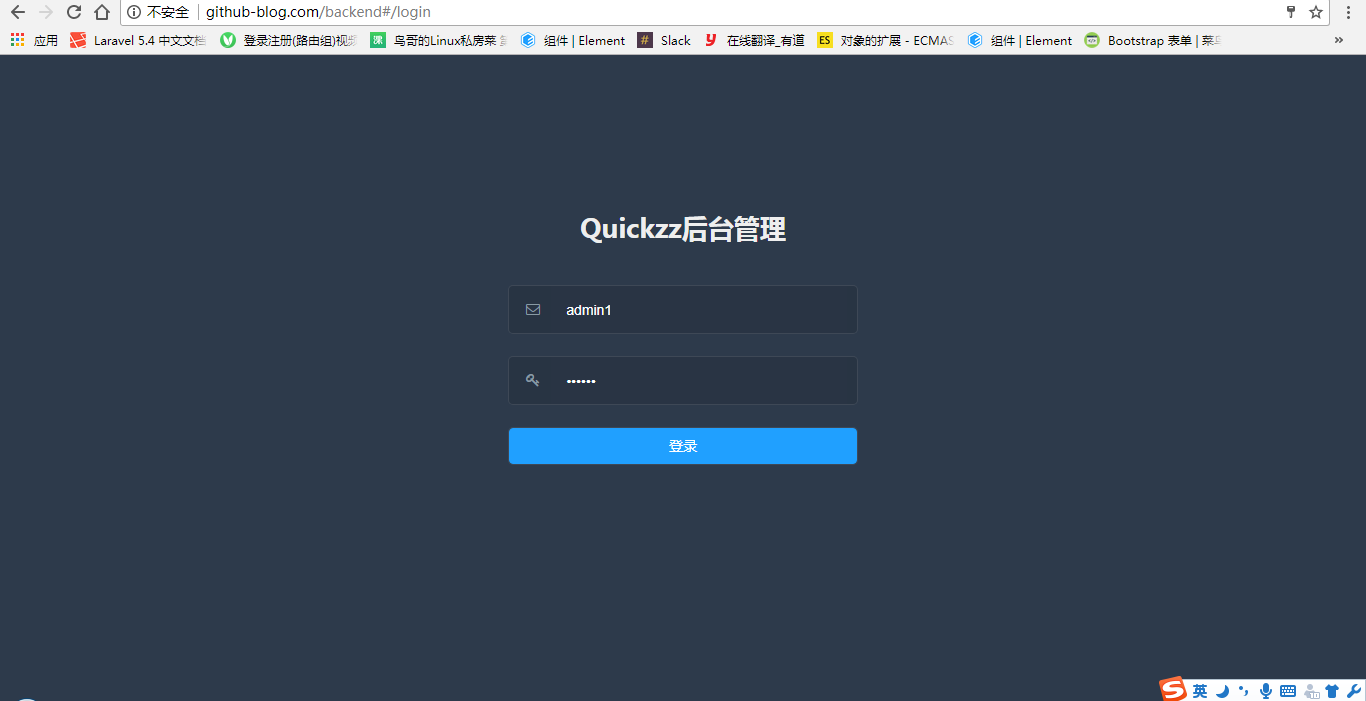 不安全 github-blog.com/backend#/login
应用 Laravel 5.4 中文文档 登录注册(路由组)视频 鸟哥的Linux私房菜 組件 | Element Slack 在线翻译_有道 ES 对象的扩展 - ECMAS 组件 | Element Bootstrap 表单 | 菜鸟 »
Quickzz后台管理
admin1
••••••
登录
S 英